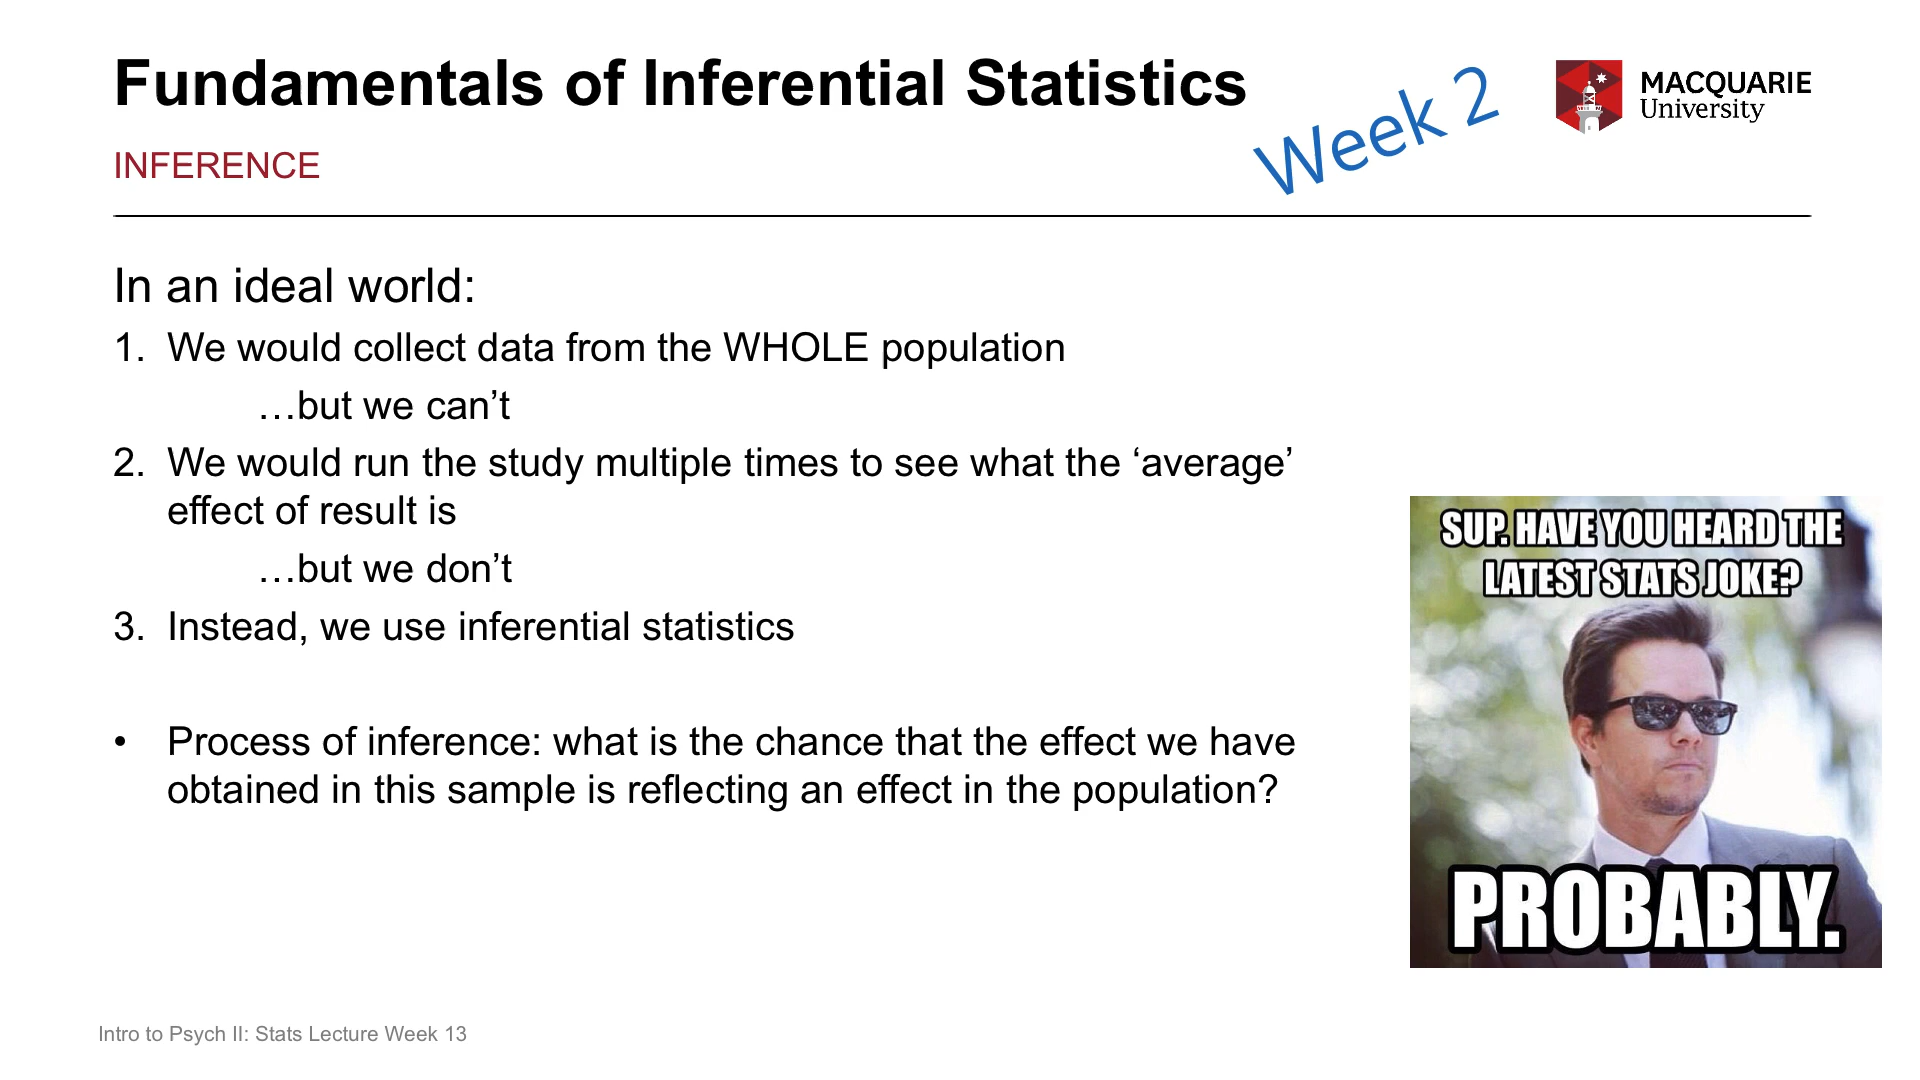 Fundamentals of Inferential Statistics
Week 2
MACQUARIE
University
INFERENCE
In an ideal world:
1. We would collect data from the WHOLE population
…but we can’t
2. We would run the study multiple times to see what the ‘average’
effect of result is
…but we don’t
3. Instead, we use inferential statistics
• Process of inference: what is the chance that the effect we have
obtained in this sample is reflecting an effect in the population?
SUP. HAVE YOU HEARD THE
LATEST STATS JOKE?
PROBABLY.
Intro to Psych II: Stats Lecture Week 13